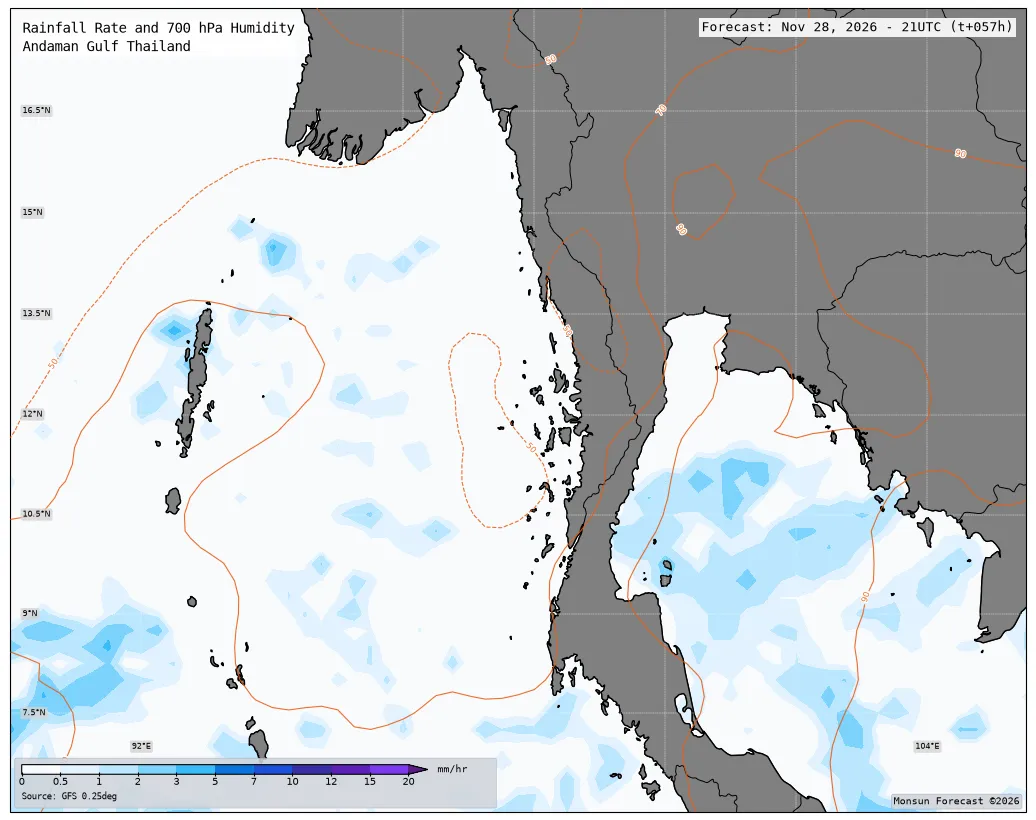 Rainfall Rate and 700 hPa Humidity
Andaman Gulf Thailand
Forecast: Nov 28, 2026 - 21UTC (t+057h)
50
70
90
90
16.5°N
15°N
90
13.5°N
50
50
12°N
50
10.5°N
90
9°N
7.5°N
92°E
104°E
mm/hr
0 0.5 1 2 3 5 7 10 12 15 20
Source: GFS 0.25deg
Monsun Forecast ©2026